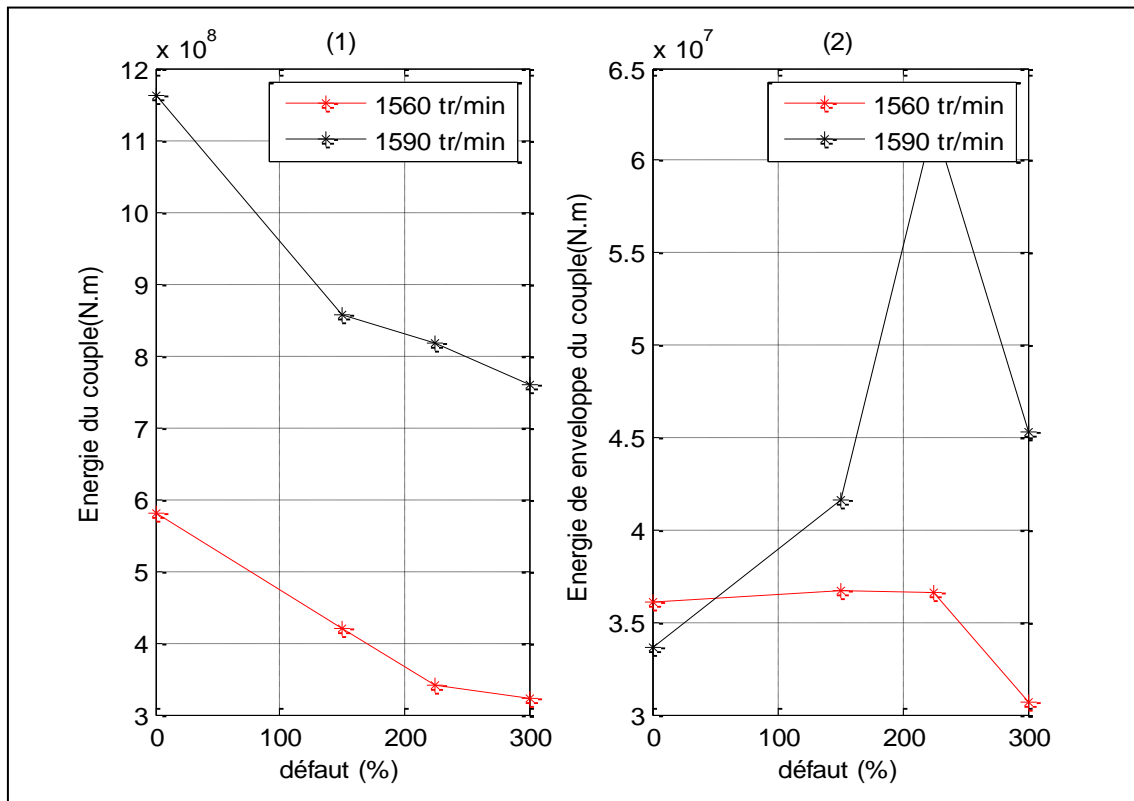 (1)
x 10^8
12
11
10
9
8
7
6
5
4
3
0
100
200
300
Energie du couple(N.m)
défaut (%)
1560 tr/min
1590 tr/min
(2)
x 10^7
6.5
6
5.5
5
4.5
4
3.5
3
0
100
200
300
Energie de enveloppe du couple(N.m)
défaut (%)
1560 tr/min
1590 tr/min